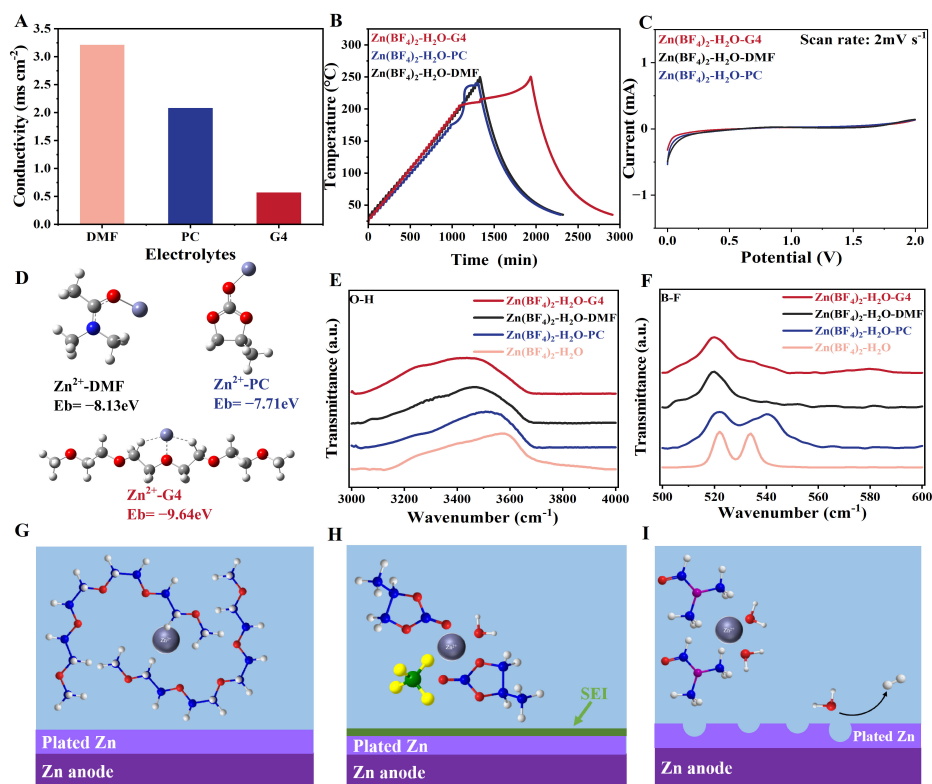 A
Conductivity (ms cm⁻²)
3.5
3.0
2.5
2.0
1.5
1.0
0.5
0.0
DMF PC G4
Electrolytes
B
Zn(BF₄)₂-H₂O-G4
Zn(BF₄)₂-H₂O-PC
Zn(BF₄)₂-H₂O-DMF
Temperature (°C)
250
200
150
100
50
0 500 1000 1500 2000 2500 3000
Time (min)
C
Zn(BF₄)₂-H₂O-G4
Zn(BF₄)₂-H₂O-DMF
Zn(BF₄)₂-H₂O-PC
Scan rate: 2mV s⁻¹
Current (mA)
1
0
−1
0.0 0.5 1.0 1.5 2.0
Potential (V)
D
Zn²⁺-DMF
Eb= −8.13eV
Zn²⁺-PC
Eb= −7.71eV
Zn²⁺-G4
Eb= −9.64eV
E
O-H
Zn(BF₄)₂-H₂O-G4
Zn(BF₄)₂-H₂O-DMF
Zn(BF₄)₂-H₂O-PC
Zn(BF₄)₂-H₂O
Transmittance (a.u.)
3000 3200 3400 3600 3800 4000
Wavenumber (cm⁻¹)
F
B-F
Zn(BF₄)₂-H₂O-G4
Zn(BF₄)₂-H₂O-DMF
Zn(BF₄)₂-H₂O-PC
Zn(BF₄)₂-H₂O
Transmittance (a.u.)
500 520 540 560 580 600
Wavenumber (cm⁻¹)
G
Zn²⁺
Plated Zn
Zn anode
H
Zn²⁺
SEI
Plated Zn
Zn anode
I
Zn²⁺
Plated Zn
Zn anode